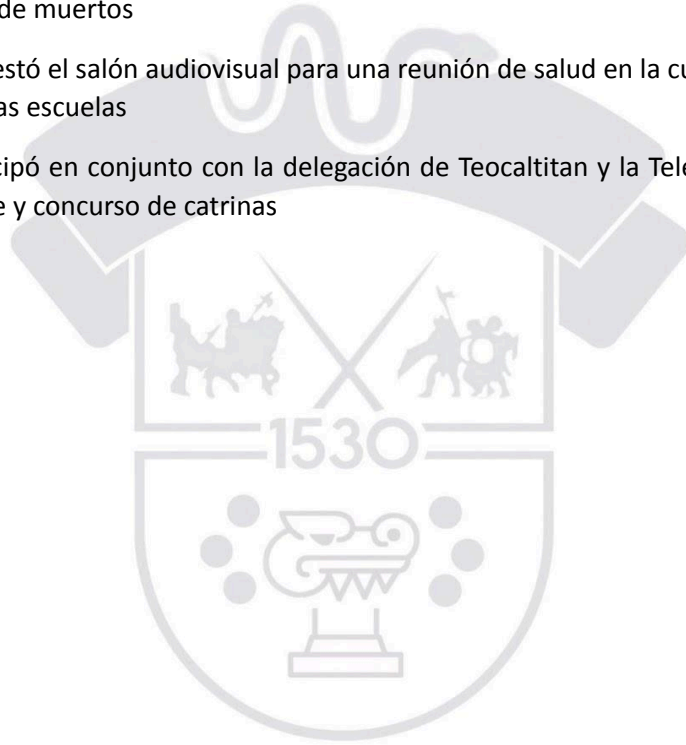 de muertos
estó el salón audiovisual para una reunión de salud en la cu
as escuelas
cipó en conjunto con la delegación de Teocaltitan y la Tele
e y concurso de catrinas
1530